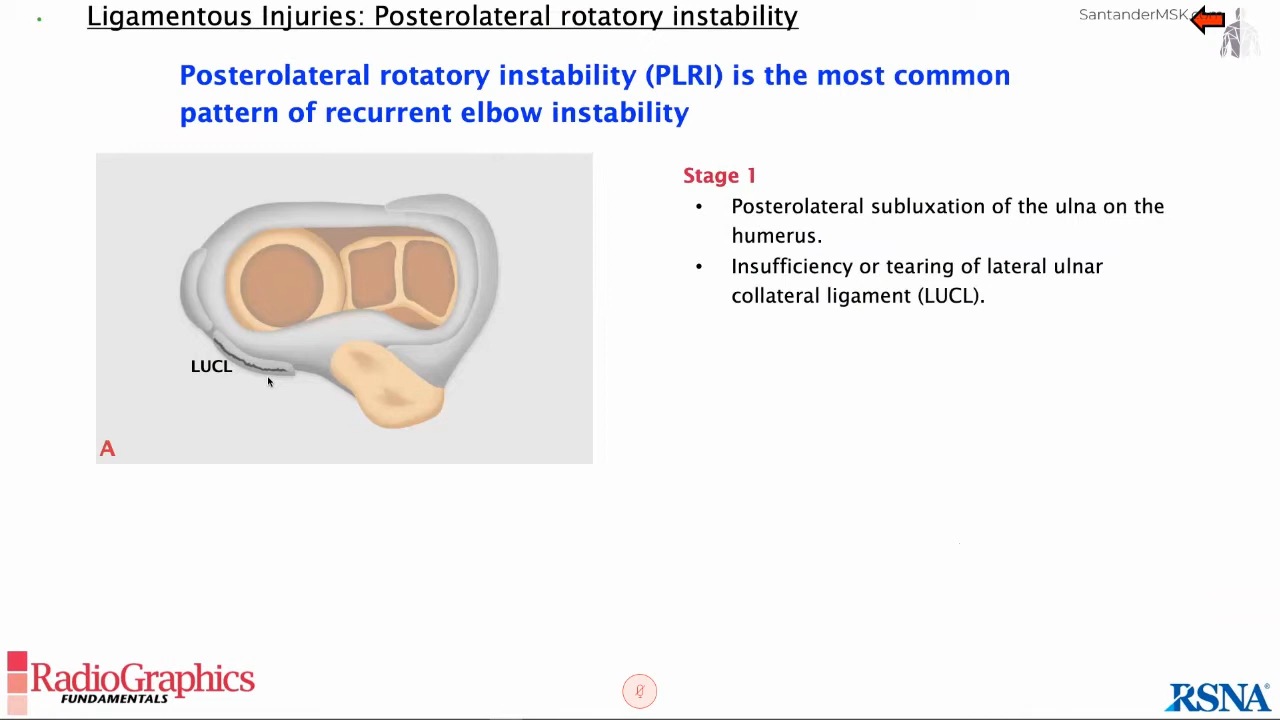 • Ligamentous Injuries: Posterolateral rotatory instability
SantanderMSK.com
Posterolateral rotatory instability (PLRI) is the most common
pattern of recurrent elbow instability
LUCL
A
Stage 1
• Posterolateral subluxation of the ulna on the
humerus.
• Insufficiency or tearing of lateral ulnar
collateral ligament (LUCL).
RadioGraphics
FUNDAMENTALS
RSNA®